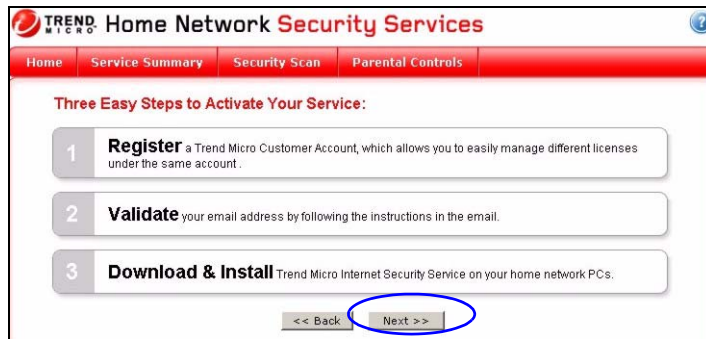 TREND MICRO Home Network Security Services ?
Home Service Summary Security Scan Parental Controls
Three Easy Steps to Activate Your Service:
1 Register a Trend Micro Customer Account, which allows you to easily manage different licenses
under the same account .
2 Validate your email address by following the instructions in the email.
3 Download & Install Trend Micro Internet Security Service on your home network PCs.
<< Back Next >>